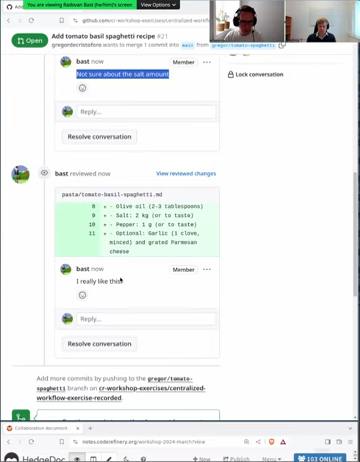 You are viewing Radovan Bast (he/him)'s screen
View Options
github.com/cr-workshop-exercises/centralized-workf
Open
Add tomato basil spaghetti recipe #21
gregordecristoforo wants to merge 1 commit into main from gregor/tomato-spaghetti
bast now
Member
Not sure about the salt amount
Reply...
Resolve conversation
Lock conversation
bast reviewed now
View reviewed changes
pasta/tomato-basil-spaghetti.md
8 + - Olive oil (2-3 tablespoons)
9 + - Salt: 2 kg (or to taste)
10 + - Pepper: 1 g (or to taste)
11 + - Optional: Garlic (1 clove,
minced) and grated Parmesan
cheese
bast now
Member
I really like this!
Reply...
Resolve conversation
Add more commits by pushing to the gregor/tomato-
spaghetti branch on cr-workshop-exercises/centralized-
workflow-exercise-recorded.
Collaborative document
notes.coderefinery.org/workshop-2024-march/view
HedgeDoc
New
Publish
Menu
103 ONLINE